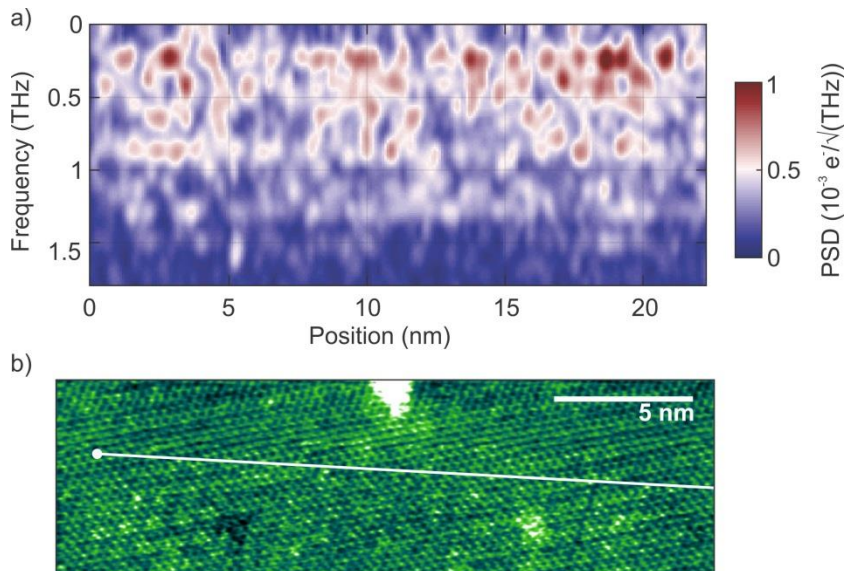 a)
0
0.5
1
1.5
Frequency (THz)
0 5 10 15 20
Position (nm)
1
0.5
0
PSD (10⁻³ e⁻/√(THz))
b)
5 nm